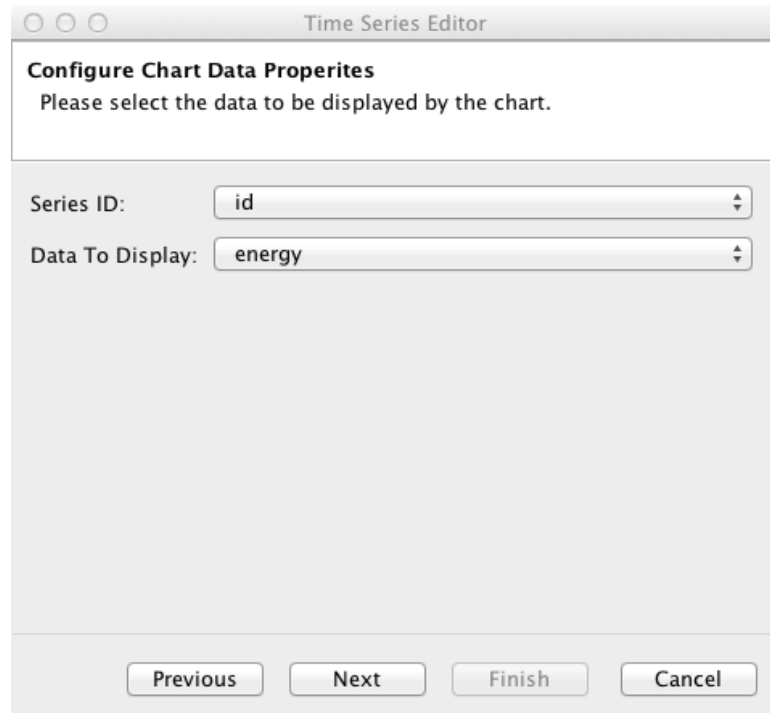 Time Series Editor
Configure Chart Data Properites
Please select the data to be displayed by the chart.
Series ID: id
Data To Display: energy
Previous Next Finish Cancel